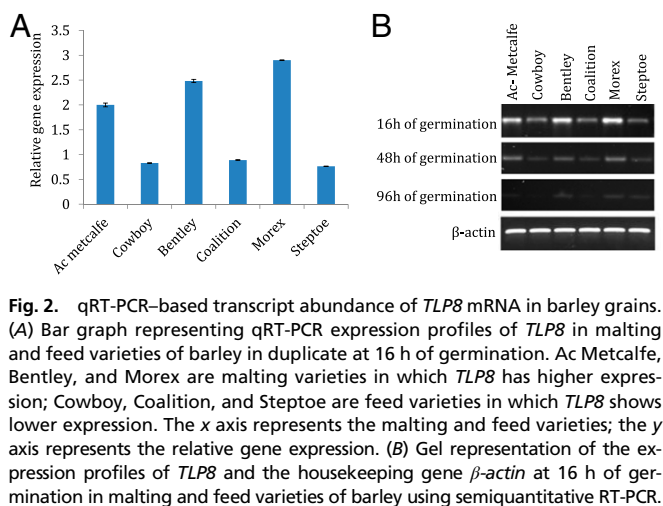 A
Relative gene expression
3.5
3
2.5
2
1.5
1
0.5
0
Ac metcalfe
Cowboy
Bentley
Coalition
Morex
Steptoe
B
Ac- Metcalfe
Cowboy
Bentley
Coalition
Morex
Steptoe
16h of germination
48h of germination
96h of germination
β-actin
Fig. 2. qRT-PCR–based transcript abundance of TLP8 mRNA in barley grains.
(A) Bar graph representing qRT-PCR expression profiles of TLP8 in malting
and feed varieties of barley in duplicate at 16 h of germination. Ac Metcalfe,
Bentley, and Morex are malting varieties in which TLP8 has higher expres-
sion; Cowboy, Coalition, and Steptoe are feed varieties in which TLP8 shows
lower expression. The x axis represents the malting and feed varieties; the y
axis represents the relative gene expression. (B) Gel representation of the ex-
pression profiles of TLP8 and the housekeeping gene β-actin at 16 h of ger-
mination in malting and feed varieties of barley using semiquantitative RT-PCR.